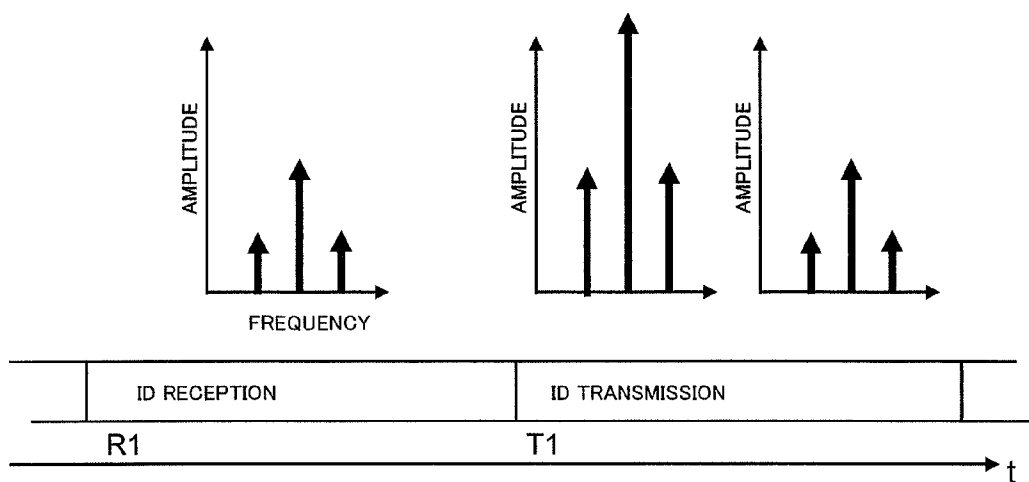 AMPLITUDE
FREQUENCY
AMPLITUDE
AMPLITUDE
ID RECEPTION
ID TRANSMISSION
R1
T1
t